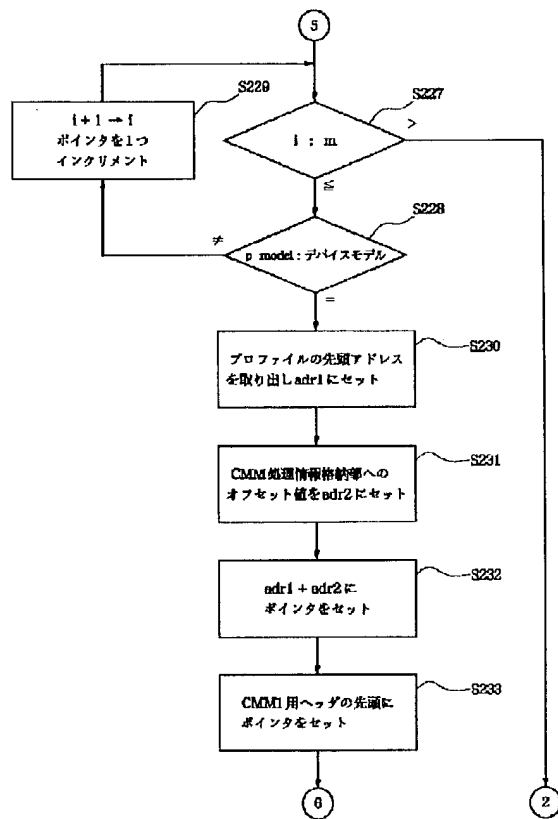 5
S229
i + 1 → i
ポインタを1つ
インクリメント
S227
i : m
>
≦
S228
≠
p model : デバイスモデル
=
プロファイルの先頭アドレス
を取り出しadr1にセット
S230
CMM処理情報格納部への
オフセット値をadr2にセット
S231
adr1 + adr2に
ポインタをセット
S232
CMM1用ヘッダの先頭に
ポインタをセット
S233
6
2